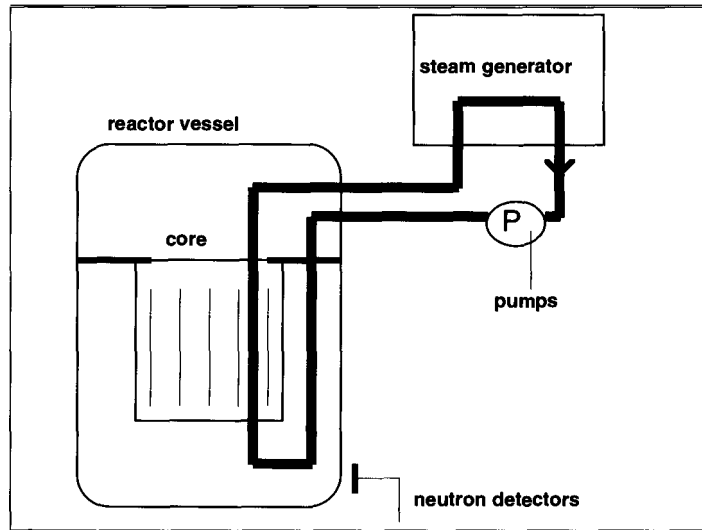 steam generator
reactor vessel
core
P
pumps
neutron detectors